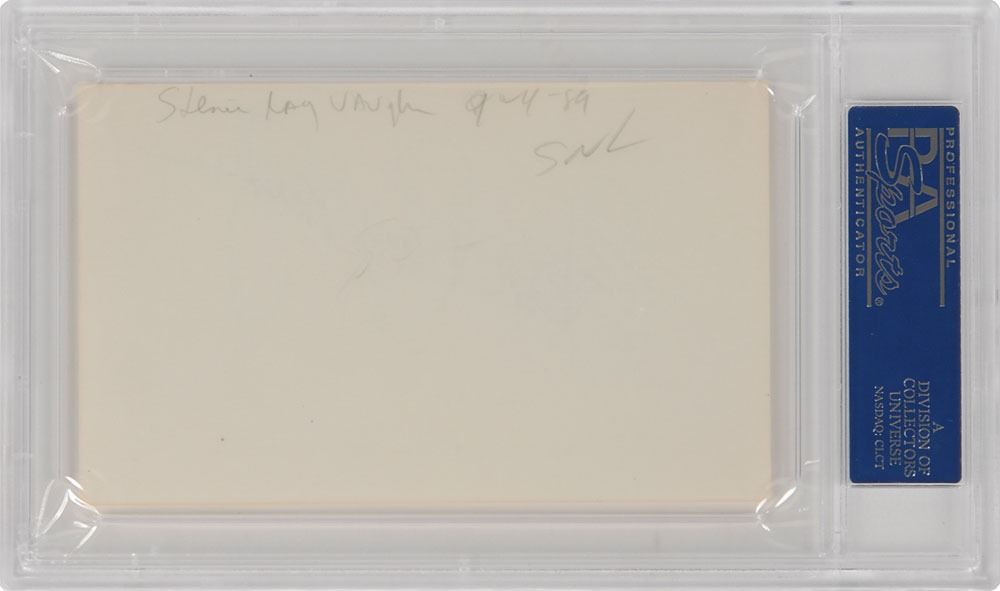 Stevie Ray Vaughn 9-4-89
SNL
PSA
Sports®
PROFESSIONAL
AUTHENTICATOR
A
DIVISION OF
COLLECTORS
UNIVERSE
NASDAQ: CLCT